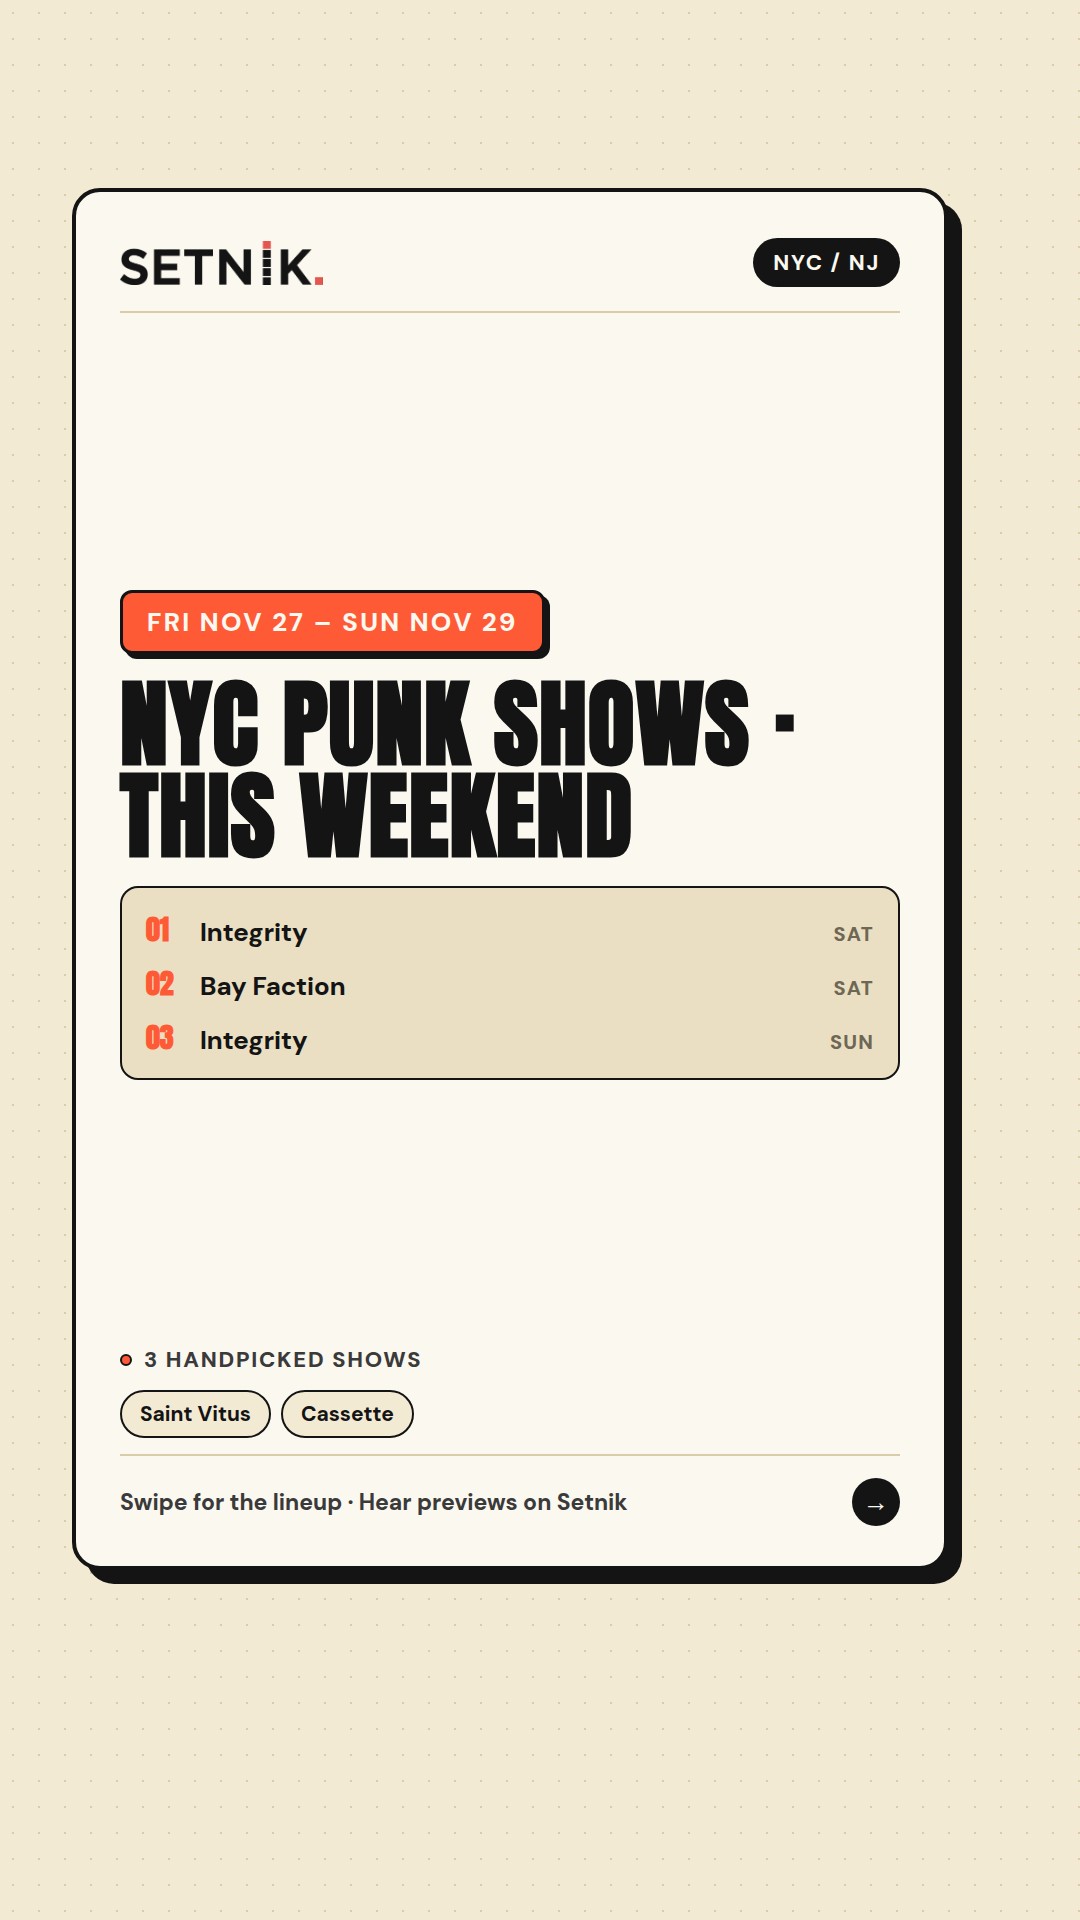 SETNIK.
NYC / NJ
FRI NOV 27 – SUN NOV 29
NYC PUNK SHOWS ·
THIS WEEKEND
01 Integrity SAT
02 Bay Faction SAT
03 Integrity SUN
3 HANDPICKED SHOWS
Saint Vitus Cassette
Swipe for the lineup · Hear previews on Setnik →